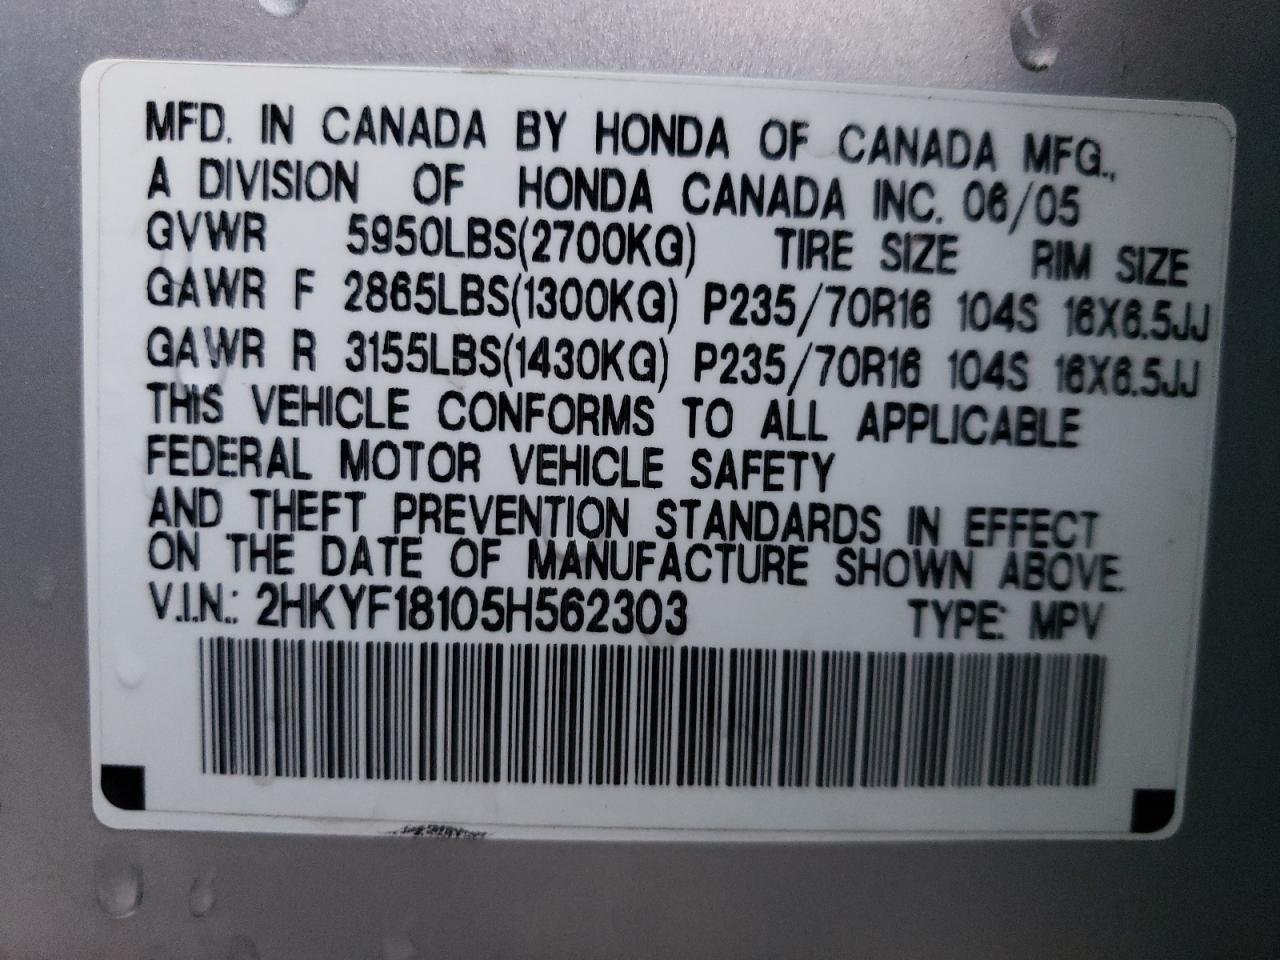 MFD. IN CANADA BY HONDA OF CANADA MFG.,
A DIVISION OF HONDA CANADA INC. 06/05
GVWR 5950LBS(2700KG) TIRE SIZE RIM SIZE
GAWR F 2865LBS(1300KG) P235/70R16 104S 16X6.5JJ
GAWR R 3155LBS(1430KG) P235/70R16 104S 16X6.5JJ
THIS VEHICLE CONFORMS TO ALL APPLICABLE
FEDERAL MOTOR VEHICLE SAFETY
AND THEFT PREVENTION STANDARDS IN EFFECT
ON THE DATE OF MANUFACTURE SHOWN ABOVE.
V.I.N.: 2HKYF18105H562303 TYPE: MPV